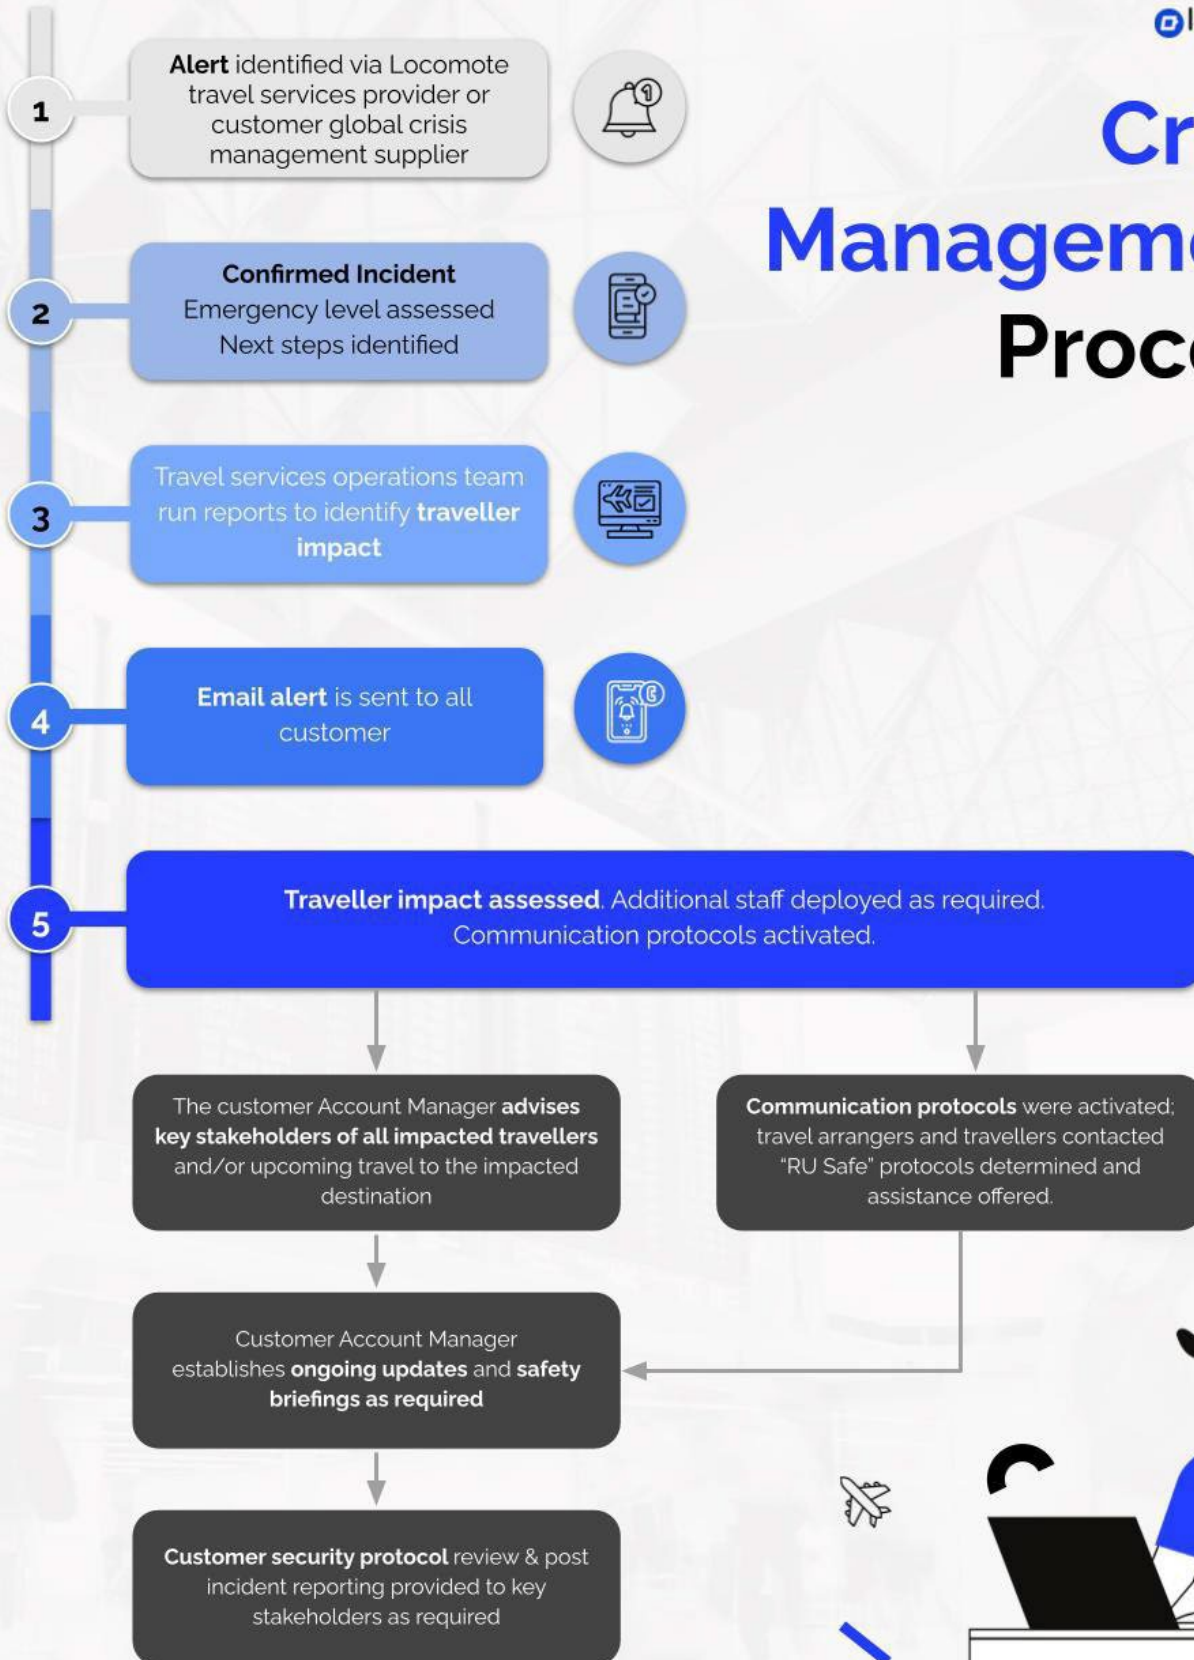 1
Alert identified via Locomote
travel services provider or
customer global crisis
management supplier
2
Confirmed Incident
Emergency level assessed
Next steps identified
3
Travel services operations team
run reports to identify traveller
impact
4
Email alert is sent to all
customer
5
Traveller impact assessed. Additional staff deployed as required.
Communication protocols activated.
The customer Account Manager advises
key stakeholders of all impacted travellers
and/or upcoming travel to the impacted
destination
Communication protocols were activated;
travel arrangers and travellers contacted
“RU Safe” protocols determined and
assistance offered.
Customer Account Manager
establishes ongoing updates and safety
briefings as required
Customer security protocol review & post
incident reporting provided to key
stakeholders as required